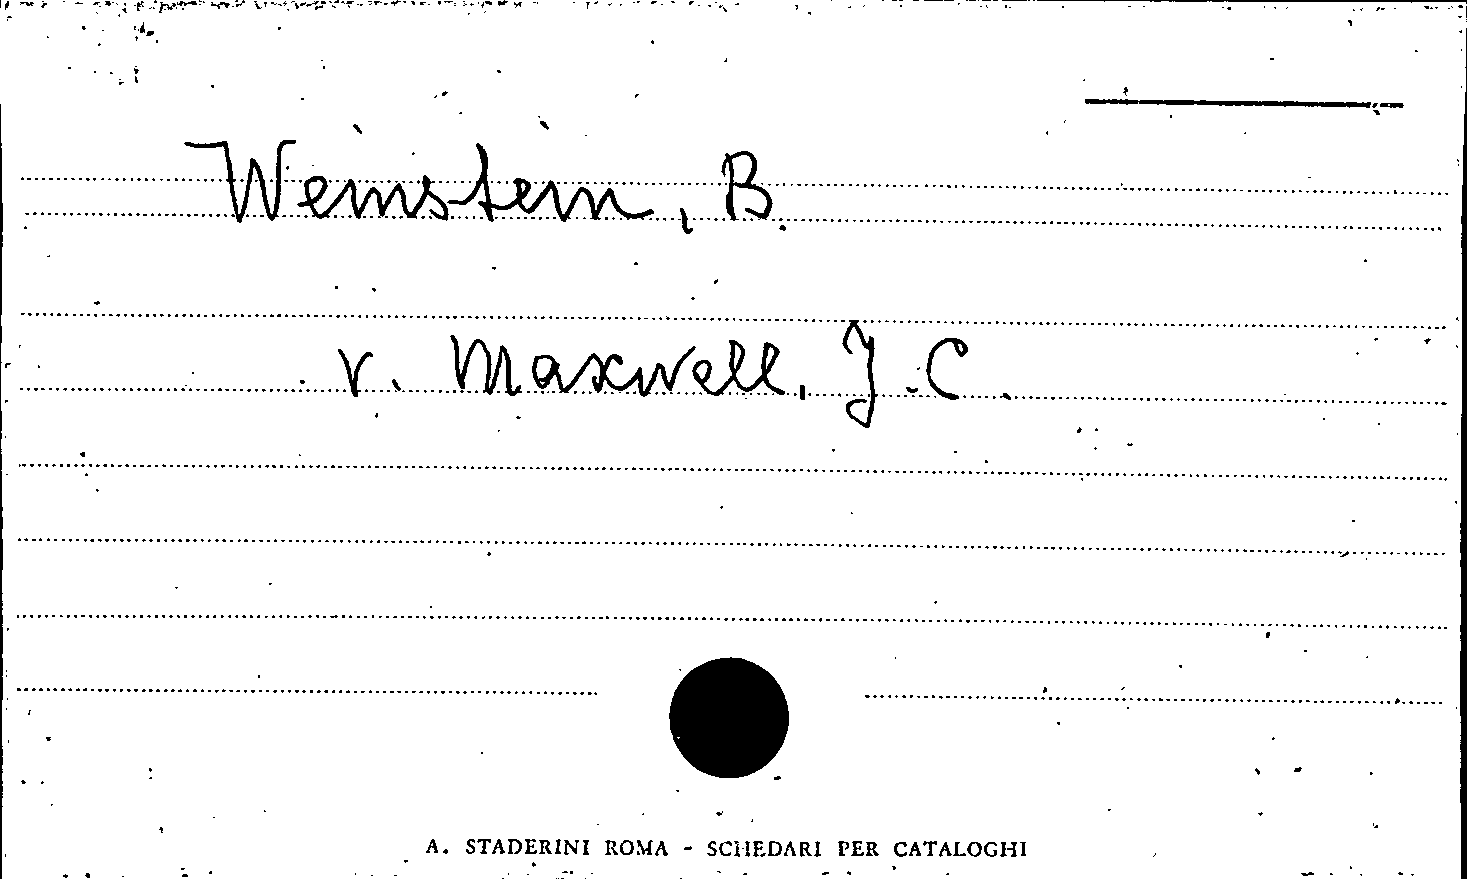 Weinstein, B.
v. Maxwell, J.C.
A. STADERINI ROMA - SCHEDARI PER CATALOGHI